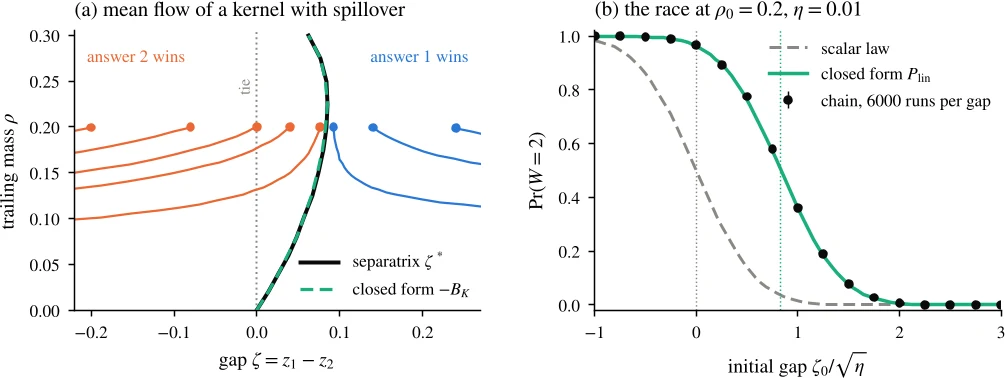 (a) mean flow of a kernel with spillover
0.30
0.25
0.20
0.15
0.10
0.05
0.00
trailing mass ρ
answer 2 wins
answer 1 wins
tie
separatrix ζ*
closed form −B_K
−0.2
−0.1
0.0
0.1
0.2
gap ζ = z₁ − z₂
(b) the race at ρ₀ = 0.2, η = 0.01
1.0
0.8
0.6
0.4
0.2
0.0
Pr(W = 2)
scalar law
closed form P_lin
chain, 6000 runs per gap
−1
0
1
2
3
initial gap ζ₀/√η